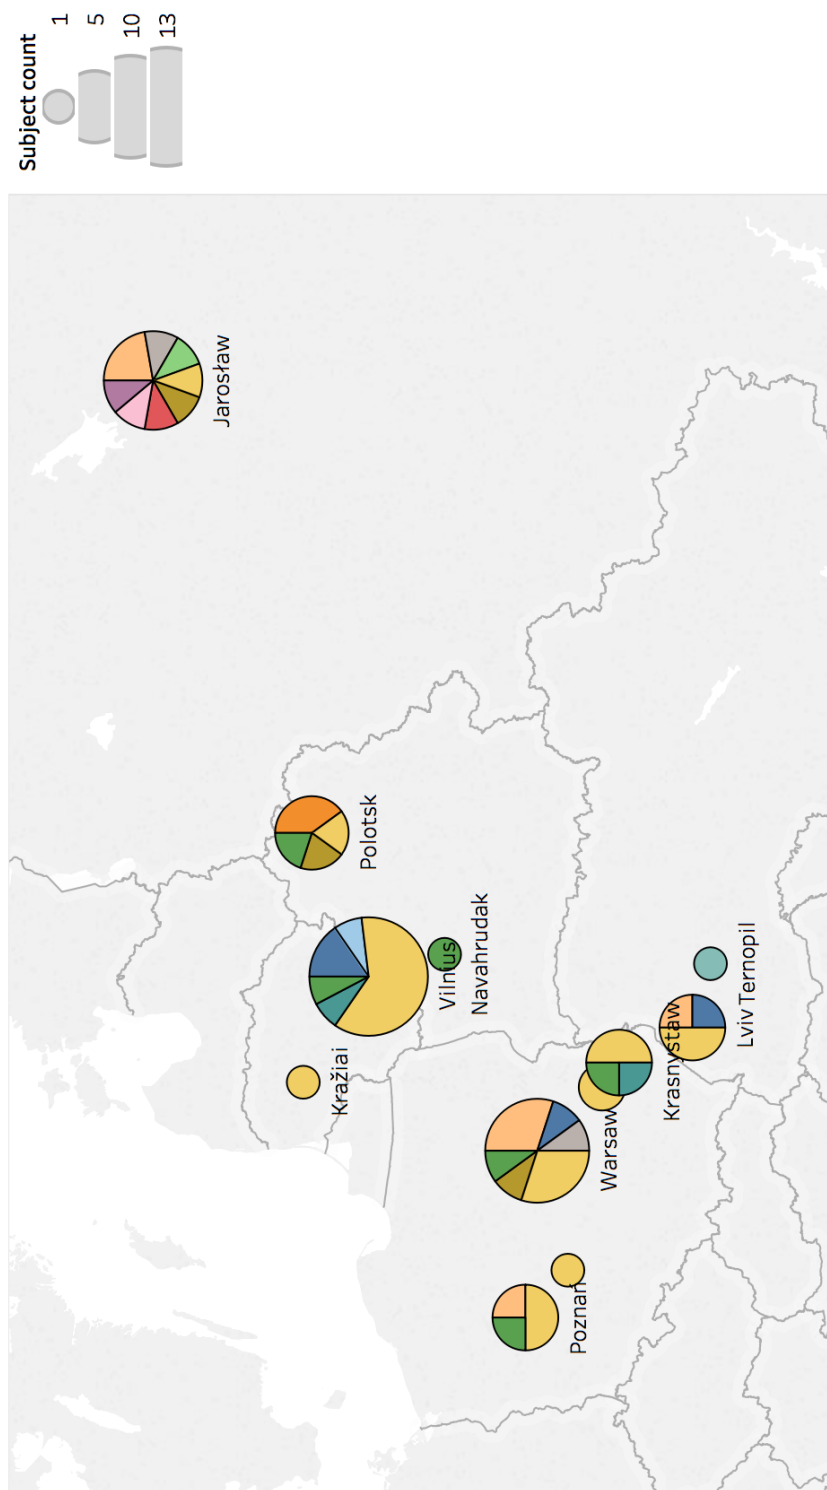 Subject count
1
5
10
13
Jarosław
Polotsk
Vilnius
Navahrudak
Kražiai
Ternopil
Lviv
Krasnystaw
Warsaw
Poznań